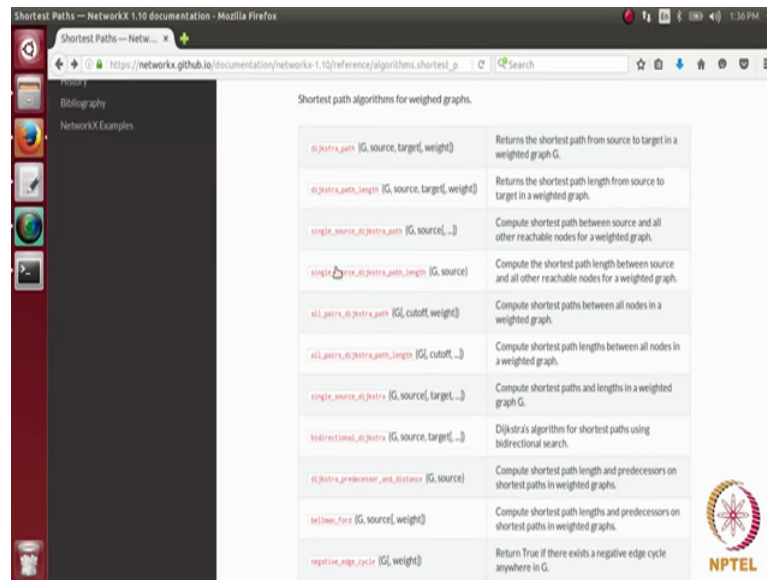 Shortest Paths — NetworkX 1.10 documentation - Mozilla Firefox
1:36 PM
Shortest Paths — Netw... ×
https://networkx.github.io/documentation/networkx-1.10/reference/algorithms.shortest_p
Search
History
Bibliography
NetworkX Examples
Shortest path algorithms for weighed graphs.
dijkstra_path (G, source, target[, weight])
Returns the shortest path from source to target in a
weighted graph G.
dijkstra_path_length (G, source, target[, weight])
Returns the shortest path length from source to
target in a weighted graph.
single_source_dijkstra_path (G, source[, ...])
Compute shortest path between source and all
other reachable nodes for a weighted graph.
single_source_dijkstra_path_length (G, source)
Compute the shortest path length between source
and all other reachable nodes for a weighted graph.
all_pairs_dijkstra_path (G[, cutoff, weight])
Compute shortest paths between all nodes in a
weighted graph.
all_pairs_dijkstra_path_length (G[, cutoff, ...])
Compute shortest path lengths between all nodes in
a weighted graph.
single_source_dijkstra (G, source[, target, ...])
Compute shortest paths and lengths in a weighted
graph G.
bidirectional_dijkstra (G, source, target[, ...])
Dijkstra's algorithm for shortest paths using
bidirectional search.
dijkstra_predecessor_and_distance (G, source)
Compute shortest path length and predecessors on
shortest paths in weighted graphs.
bellman_ford (G, source[, weight])
Compute shortest path lengths and predecessors on
shortest paths in weighted graphs.
negative_edge_cycle (G[, weight])
Return True if there exists a negative edge cycle
anywhere in G.
NPTEL